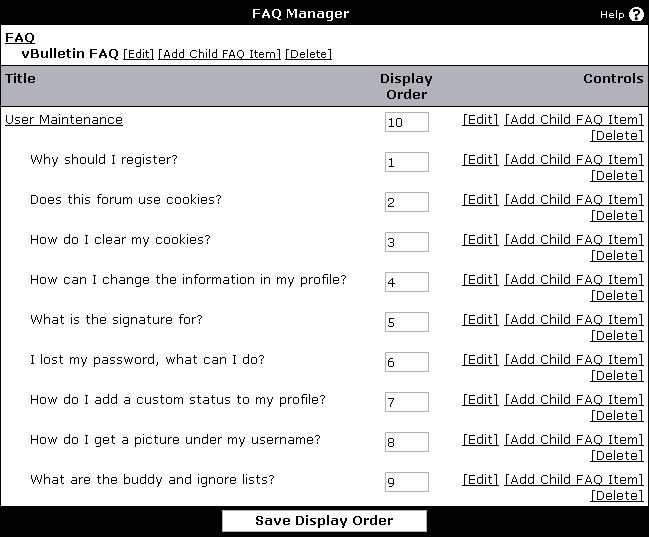 FAQ Manager
Help ?
FAQ
vBulletin FAQ [Edit] [Add Child FAQ Item] [Delete]
Title Display Order Controls
User Maintenance 10 [Edit] [Add Child FAQ Item]
[Delete]
Why should I register? 1 [Edit] [Add Child FAQ Item]
[Delete]
Does this forum use cookies? 2 [Edit] [Add Child FAQ Item]
[Delete]
How do I clear my cookies? 3 [Edit] [Add Child FAQ Item]
[Delete]
How can I change the information in my profile? 4 [Edit] [Add Child FAQ Item]
[Delete]
What is the signature for? 5 [Edit] [Add Child FAQ Item]
[Delete]
I lost my password, what can I do? 6 [Edit] [Add Child FAQ Item]
[Delete]
How do I add a custom status to my profile? 7 [Edit] [Add Child FAQ Item]
[Delete]
How do I get a picture under my username? 8 [Edit] [Add Child FAQ Item]
[Delete]
What are the buddy and ignore lists? 9 [Edit] [Add Child FAQ Item]
[Delete]
Save Display Order